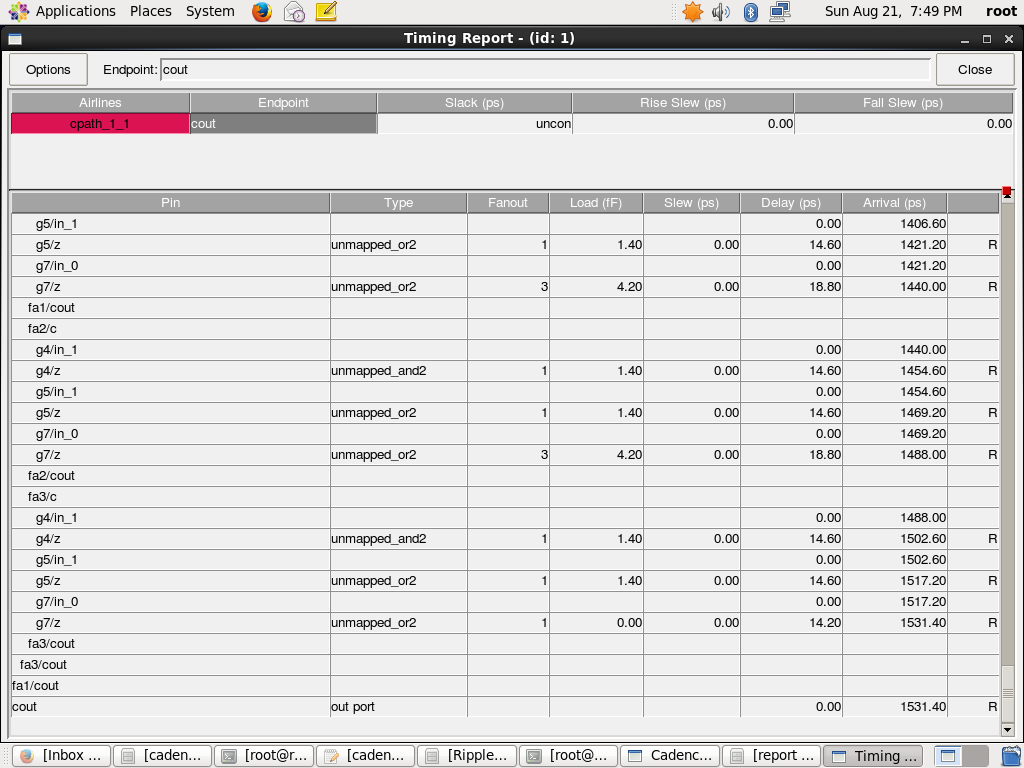 Applications Places System Sun Aug 21, 7:49 PM root
Timing Report - (id: 1)
Options Endpoint: cout Close
Airlines Endpoint Slack (ps) Rise Slew (ps) Fall Slew (ps)
cpath_1_1 cout uncon 0.00 0.00
Pin Type Fanout Load (fF) Slew (ps) Delay (ps) Arrival (ps)
g5/in_1 0.00 1406.60
g5/z unmapped_or2 1 1.40 0.00 14.60 1421.20 R
g7/in_0 0.00 1421.20
g7/z unmapped_or2 3 4.20 0.00 18.80 1440.00 R
fa1/cout
fa2/c
g4/in_1 0.00 1440.00
g4/z unmapped_and2 1 1.40 0.00 14.60 1454.60 R
g5/in_1 0.00 1454.60
g5/z unmapped_or2 1 1.40 0.00 14.60 1469.20 R
g7/in_0 0.00 1469.20
g7/z unmapped_or2 3 4.20 0.00 18.80 1488.00 R
fa2/cout
fa3/c
g4/in_1 0.00 1488.00
g4/z unmapped_and2 1 1.40 0.00 14.60 1502.60 R
g5/in_1 0.00 1502.60
g5/z unmapped_or2 1 1.40 0.00 14.60 1517.20 R
g7/in_0 0.00 1517.20
g7/z unmapped_or2 1 0.00 0.00 14.20 1531.40 R
fa3/cout
fa3/cout
fa1/cout
cout out port 0.00 1531.40 R
[Inbox ... [caden... [root@r... [caden... [Ripple... [root@... Cadenc... [report ... Timing ...